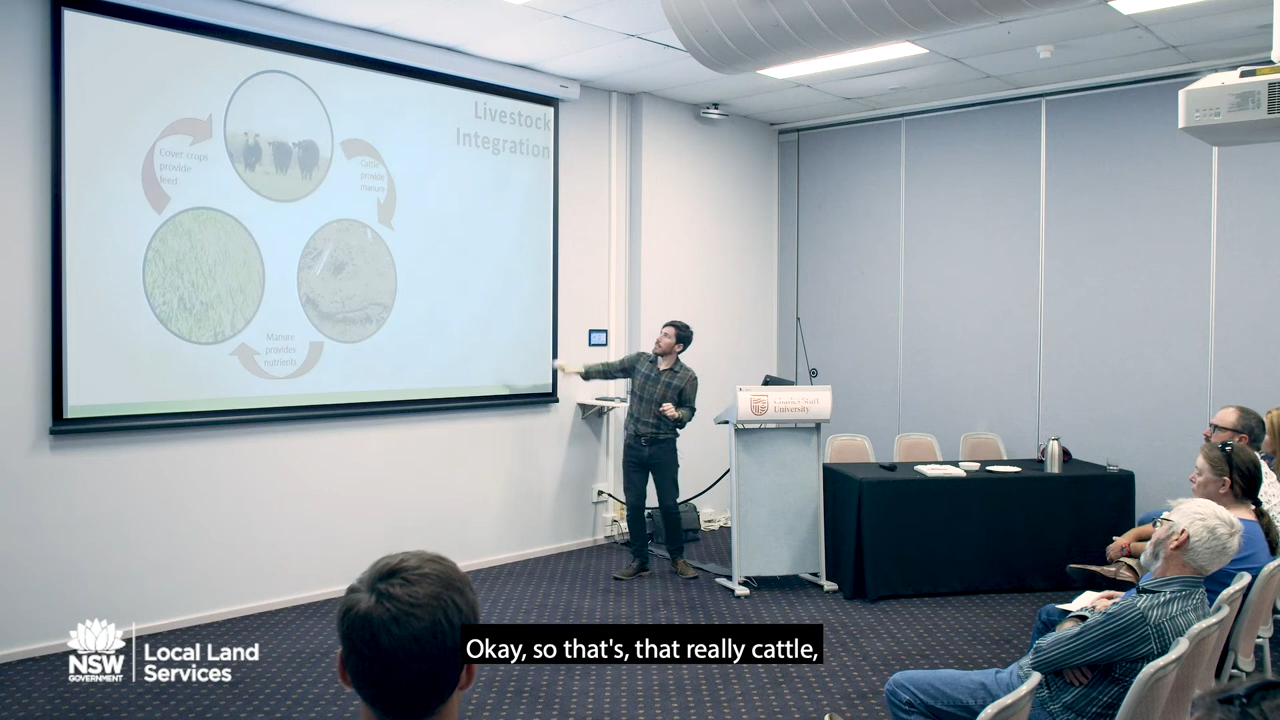 Livestock
Integration
Cover crops
provide
feed
Cattle
provide
manure
Manure
provides
nutrients
Charles Sturt
University
NSW
GOVERNMENT
Local Land
Services
Okay, so that's, that really cattle,